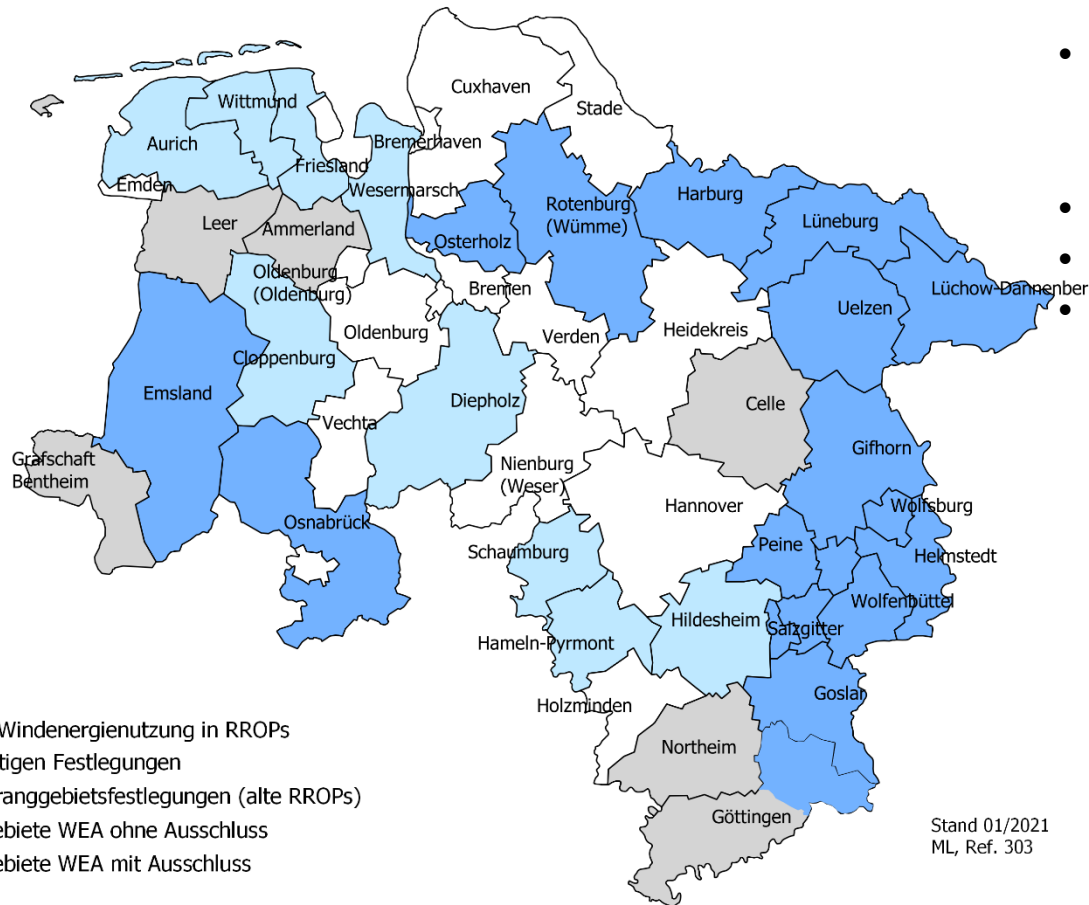 Cuxhaven
Stade
Wittmund
Aurich
Bremerhaven
Friesland
Emden
Wesermarsch
Harburg
Rotenburg
(Wümme)
Leer
Ammerland
Lüneburg
Osterholz
Oldenburg
(Oldenburg)
Bremen
Lüchow-Dannenber
Uelzen
Oldenburg
Verden
Heidekreis
Cloppenburg
Emsland
Diepholz
Celle
Vechta
Gifhorn
Grafschaft
Bentheim
Nienburg
(Weser)
Hannover
Wolfsburg
Osnabrück
Peine
Schaumburg
Helmstedt
Wolfenbüttel
Hildesheim
Salzgitter
Hameln-Pyrmont
Goslar
Holzminden
Windenergienutzung in RROPs
Northeim
tigen Festlegungen
ranggebietsfestlegungen (alte RROPs)
Göttingen
ebiete WEA ohne Ausschluss
Stand 01/2021
ML, Ref. 303
ebiete WEA mit Ausschluss